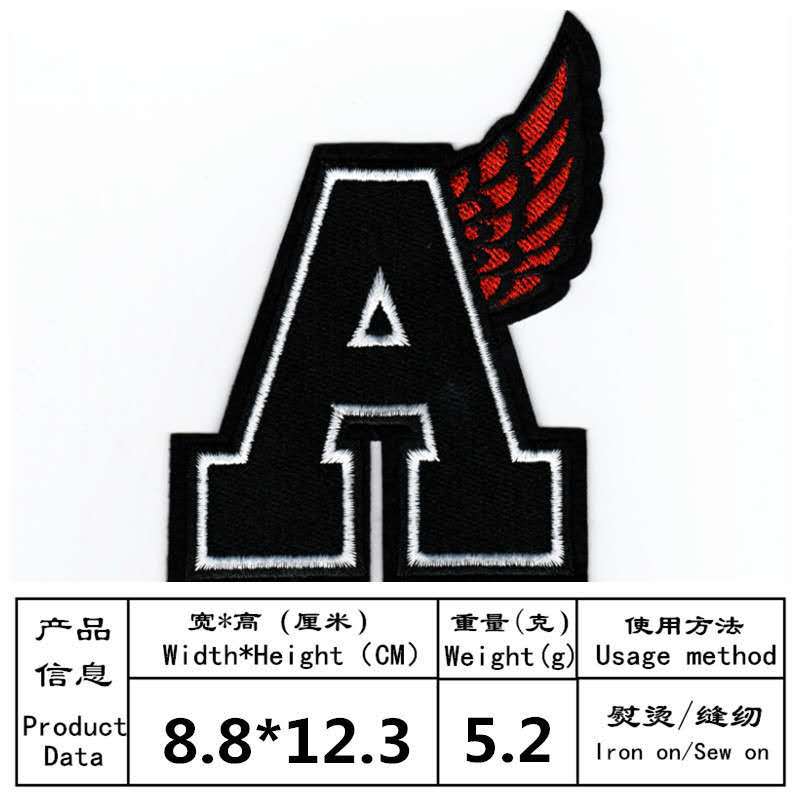 A
产品
信息
Product
Data
宽*高 (厘米)
Width*Height (CM)
8.8*12.3
重量(克)
Weight(g)
5.2
使用方法
Usage method
熨烫/缝纫
Iron on/Sew on